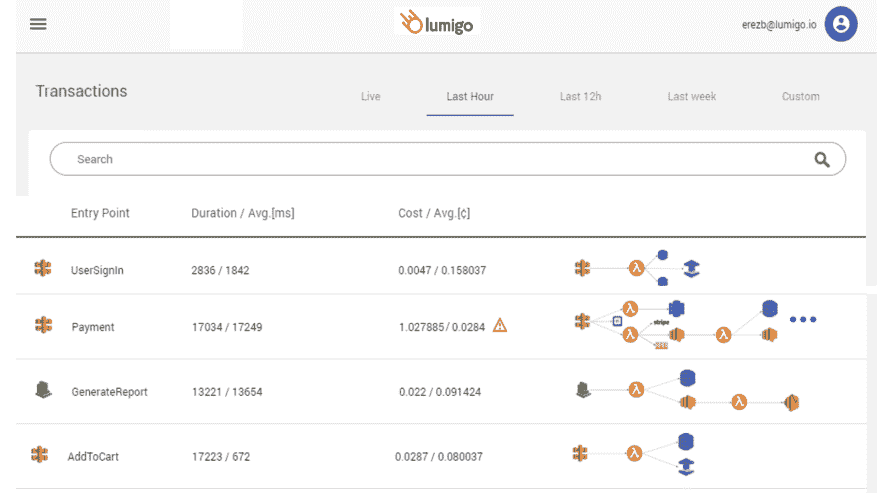 lumigo
erezb@lumigo.io
Transactions
Live
Last Hour
Last 12h
Last week
Custom
Search
Entry Point Duration / Avg.[ms] Cost / Avg.[¢]
UserSignIn 2836 / 1842 0.0047 / 0.158037
λ
Payment 17034 / 17249 1.027885 / 0.0284
λ
stripe
λ λ
GenerateReport 13221 / 13654 0.022 / 0.091424
λ
λ
AddToCart 17223 / 672 0.0287 / 0.080037
λ